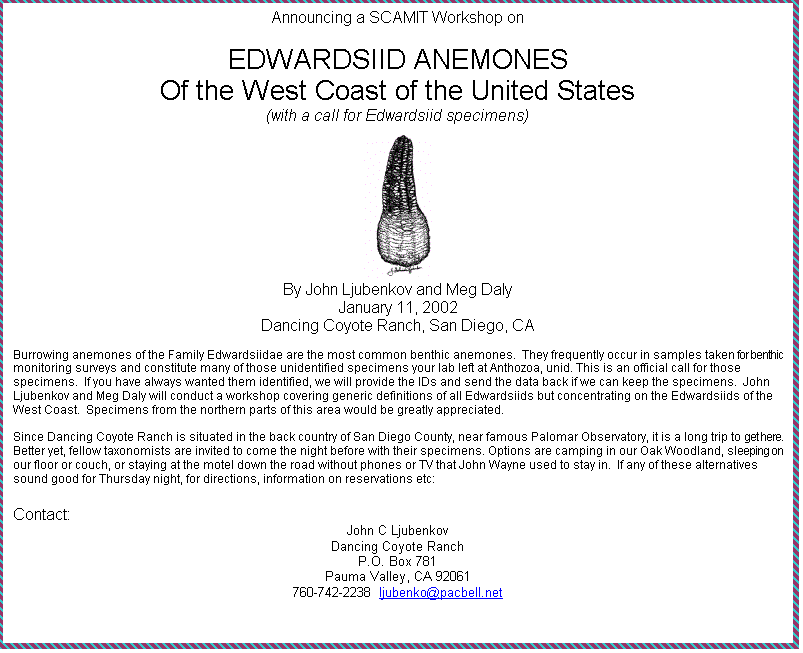 Announcing a SCAMIT Workshop on
EDWARDSIID ANEMONES
Of the West Coast of the United States
(with a call for Edwardsiid specimens)
By John Ljubenkov and Meg Daly
January 11, 2002
Dancing Coyote Ranch, San Diego, CA
Burrowing anemones of the Family Edwardsiidae are the most common benthic anemones. They frequently occur in samples taken for benthic
monitoring surveys and constitute many of those unidentified specimens your lab left at Anthozoa, unid. This is an official call for those
specimens. If you have always wanted them identified, we will provide the IDs and send the data back if we can keep the specimens. John
Ljubenkov and Meg Daly will conduct a workshop covering generic definitions of all Edwardsiids but concentrating on the Edwardsiids of the
West Coast. Specimens from the northern parts of this area would be greatly appreciated.
Since Dancing Coyote Ranch is situated in the back country of San Diego County, near famous Palomar Observatory, it is a long trip to get here.
Better yet, fellow taxonomists are invited to come the night before with their specimens. Options are camping in our Oak Woodland, sleeping on
our floor or couch, or staying at the motel down the road without phones or TV that John Wayne used to stay in. If any of these alternatives
sound good for Thursday night, for directions, information on reservations etc:
Contact:
John C Ljubenkov
Dancing Coyote Ranch
P.O. Box 781
Pauma Valley, CA 92061
760-742-2238 ljubenko@pacbell.net